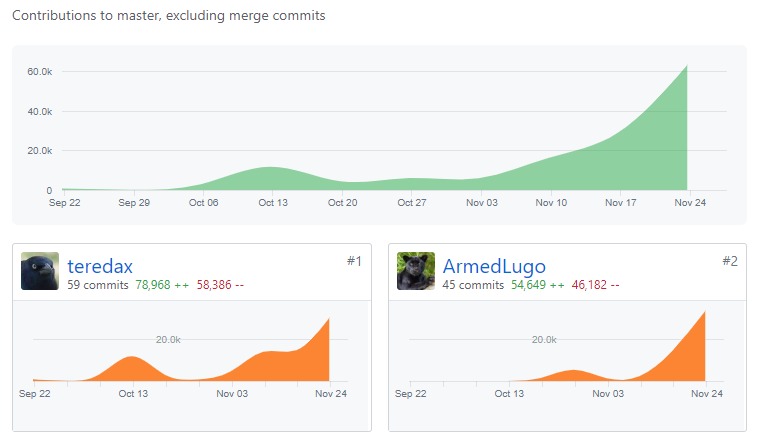 Contributions to master, excluding merge commits
60.0k
40.0k
20.0k
0
Sep 22 Sep 29 Oct 06 Oct 13 Oct 20 Oct 27 Nov 03 Nov 10 Nov 17 Nov 24
teredax #1
59 commits 78,968 ++ 58,386 --
20.0k
Sep 22 Oct 13 Nov 03 Nov 24
ArmedLugo #2
45 commits 54,649 ++ 46,182 --
20.0k
Sep 22 Oct 13 Nov 03 Nov 24